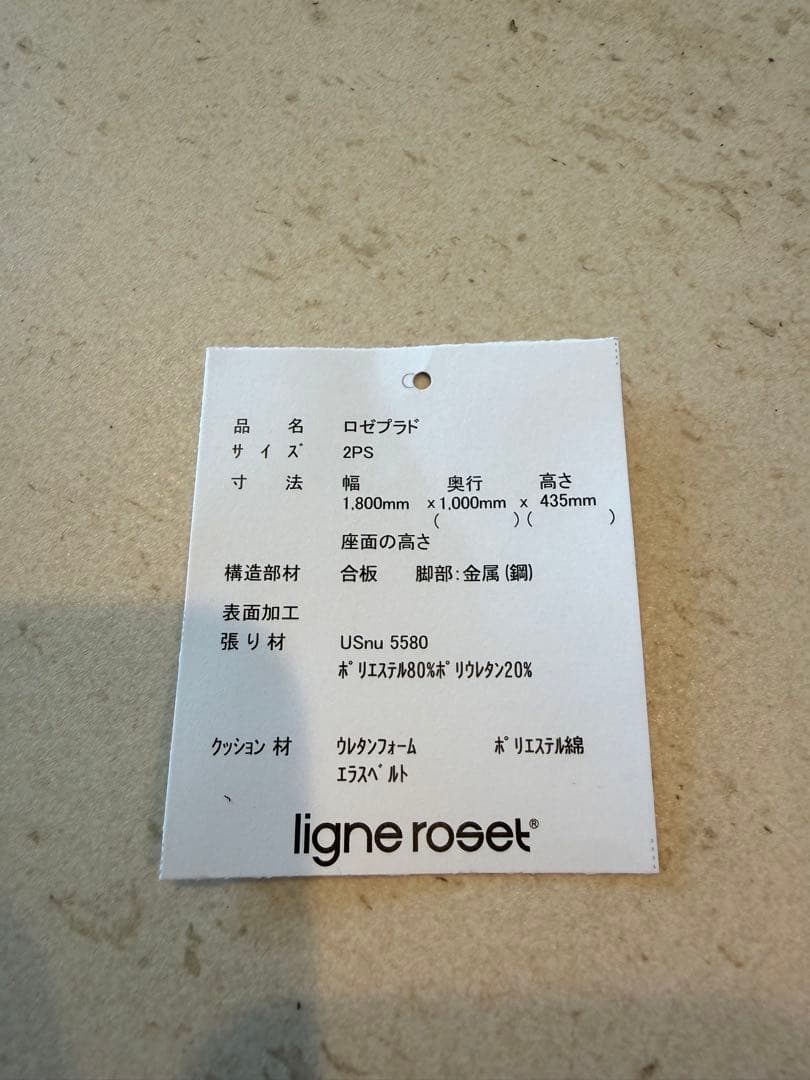 品 名 ロゼプラド
サ イ ズ 2PS
寸 法 幅 奥行 高さ
1,800mm x 1,000mm x 435mm
( ) ( )
座面の高さ
構造部材 合板 脚部:金属(鋼)
表面加工
張り材 USnu 5580
ポリエステル80%ポリウレタン20%
クッション材 ウレタンフォーム ポリエステル綿
エラスベルト
ligne roset®